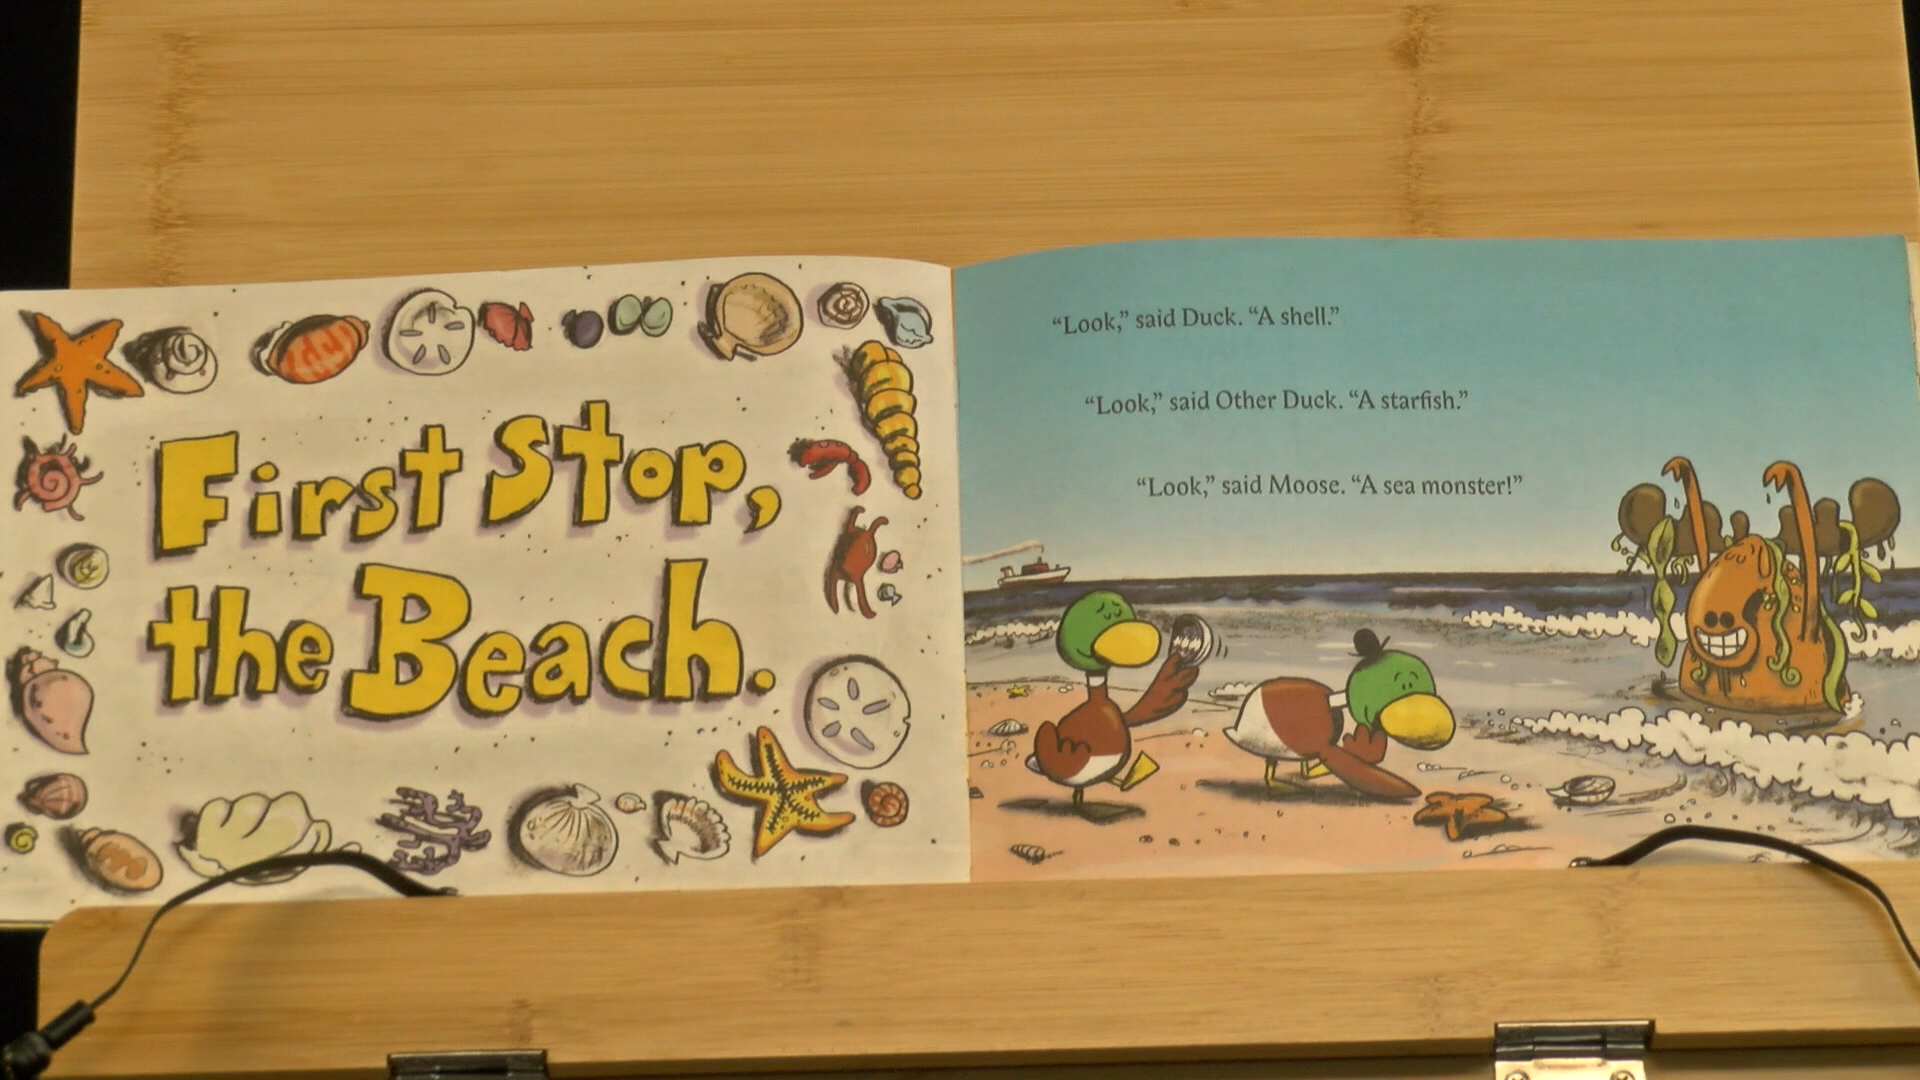 First Stop,
the Beach.
“Look,” said Duck. “A shell.”
“Look,” said Other Duck. “A starfish.”
“Look,” said Moose. “A sea monster!”